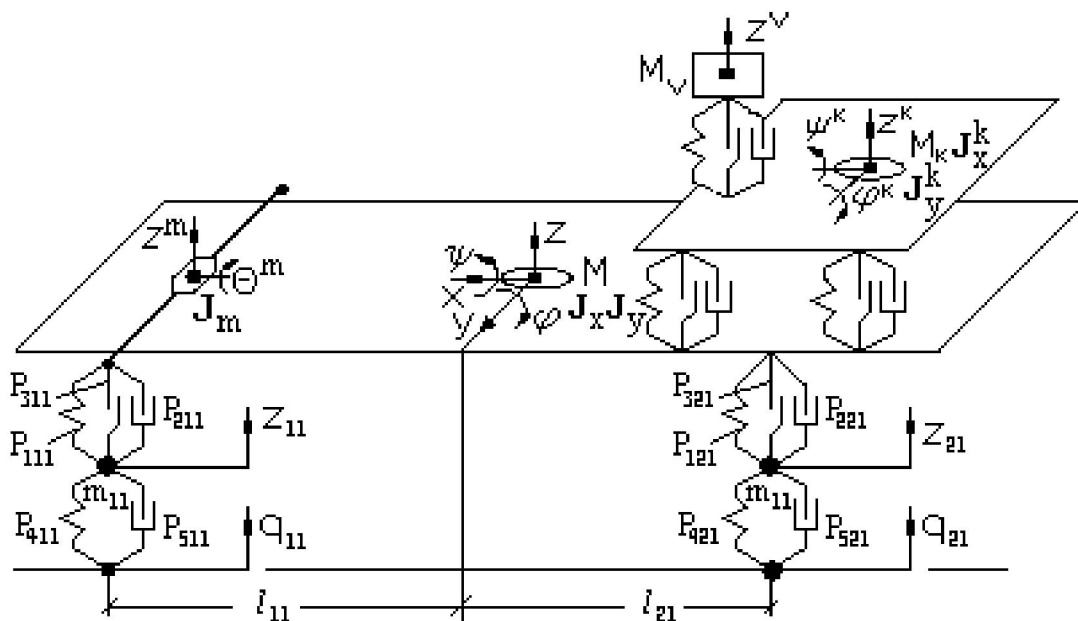 Z^V
M_V
ψ^K
Z^K
M_K J_x^k
X
φ^K J_y^k
Z^m
Θ^m
J_m
Z
ψ
M
X
y
φ J_x J_y
P_311
P_211
P_111
Z_11
m_11
P_411
P_511
q_11
P_321
P_221
P_121
Z_21
m_11
P_421
P_521
q_21
l_11
l_21